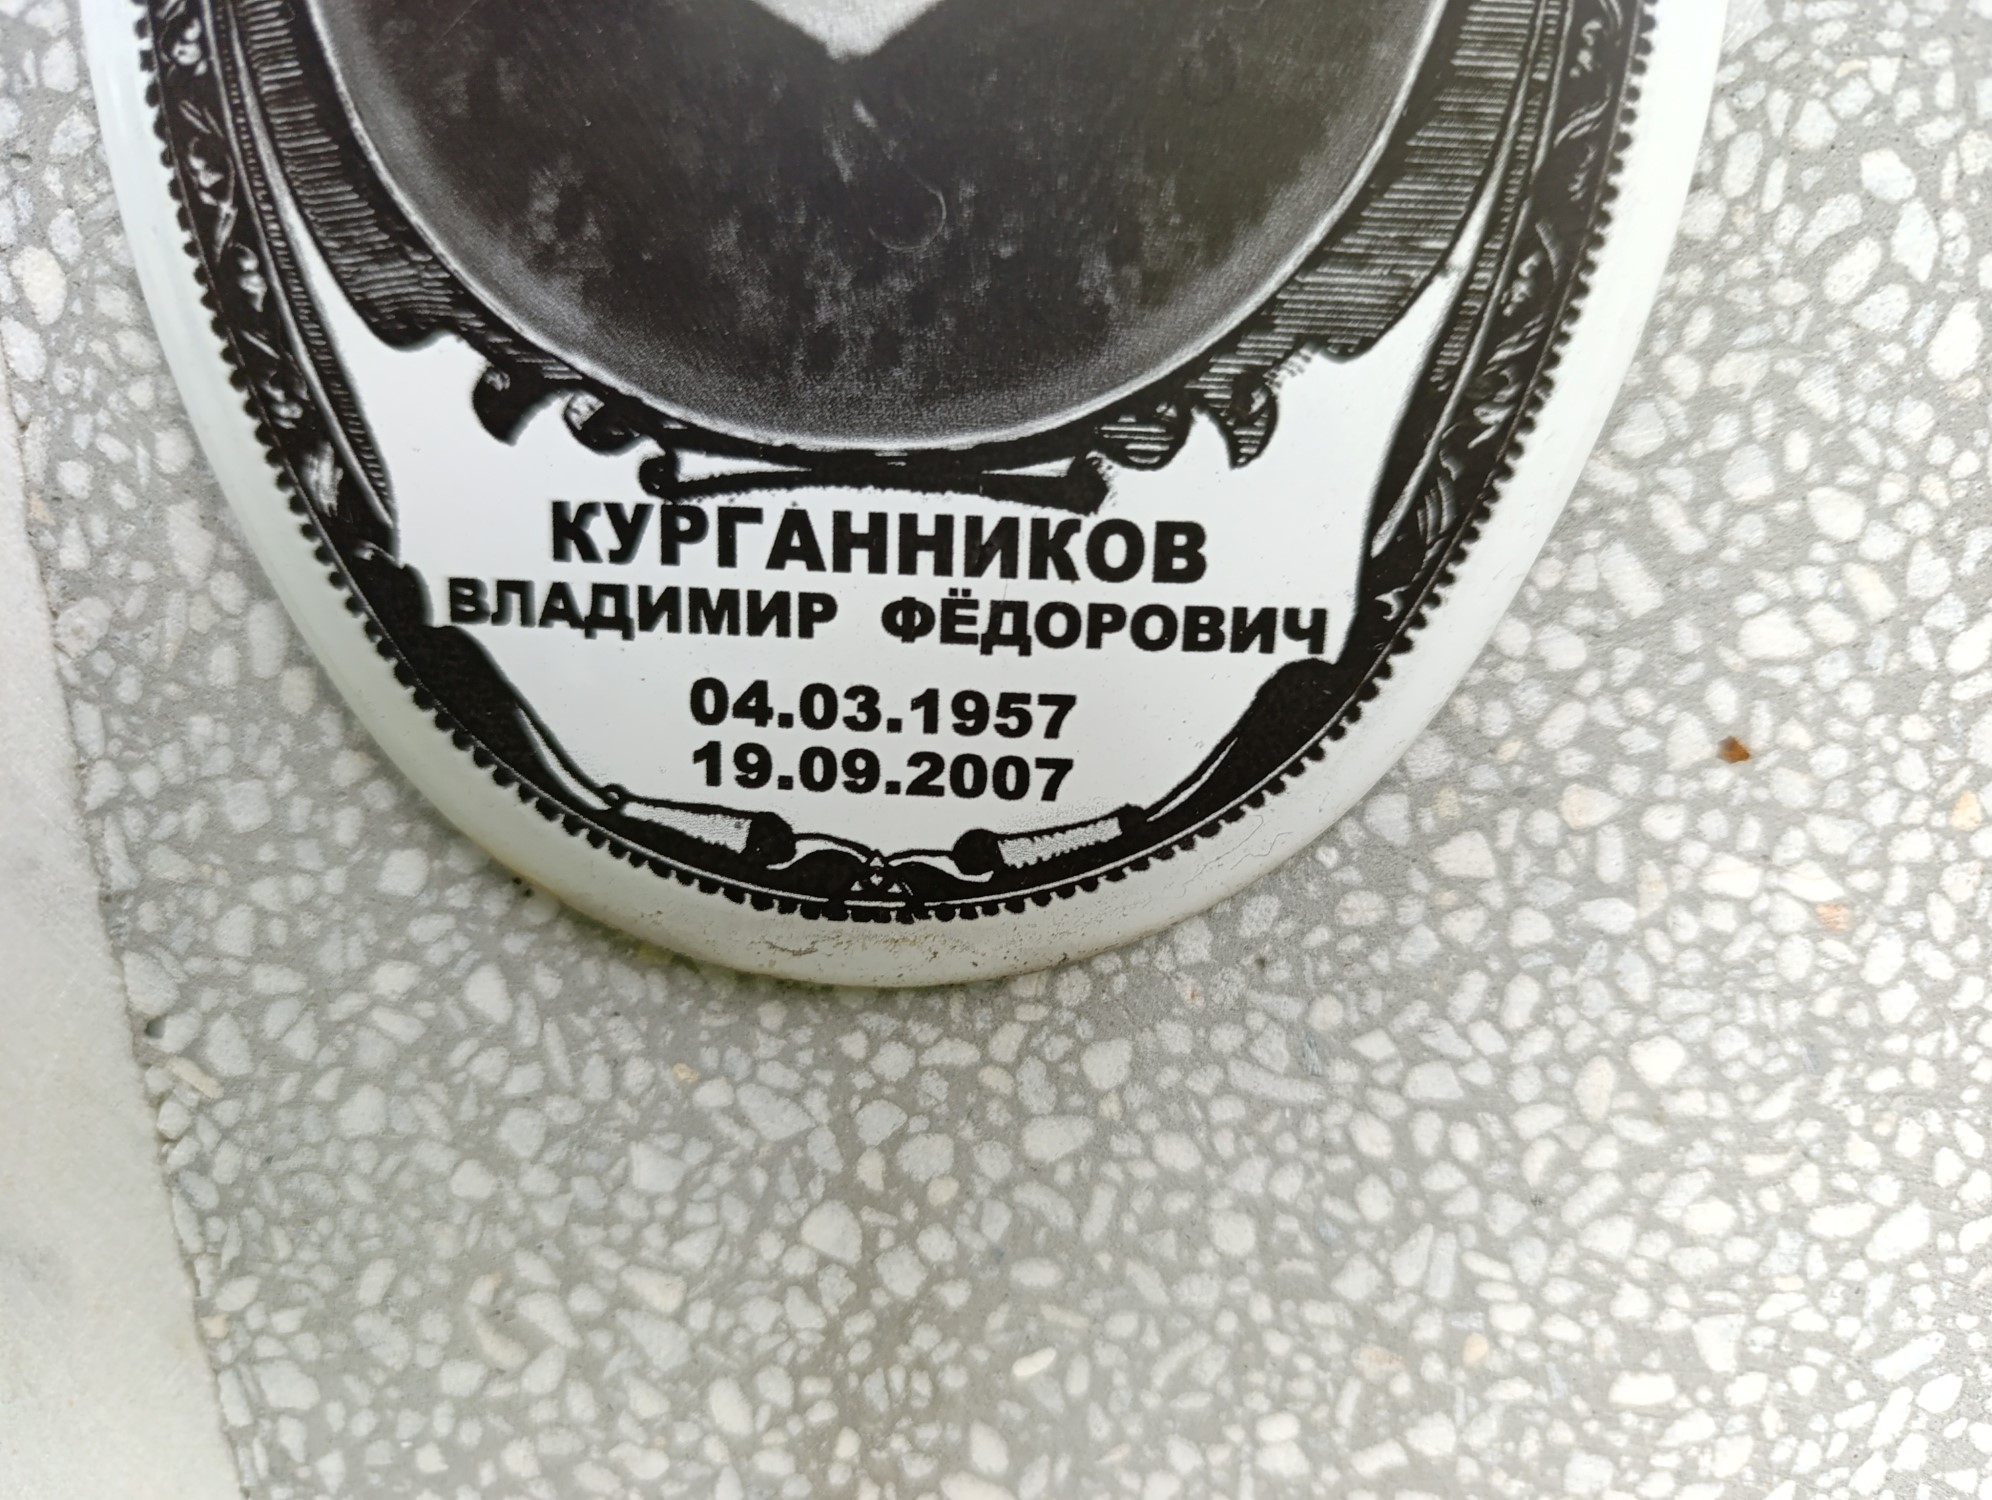 КУРГАННИКОВ
ВЛАДИМИР ФЁДОРОВИЧ
04.03.1957
19.09.2007